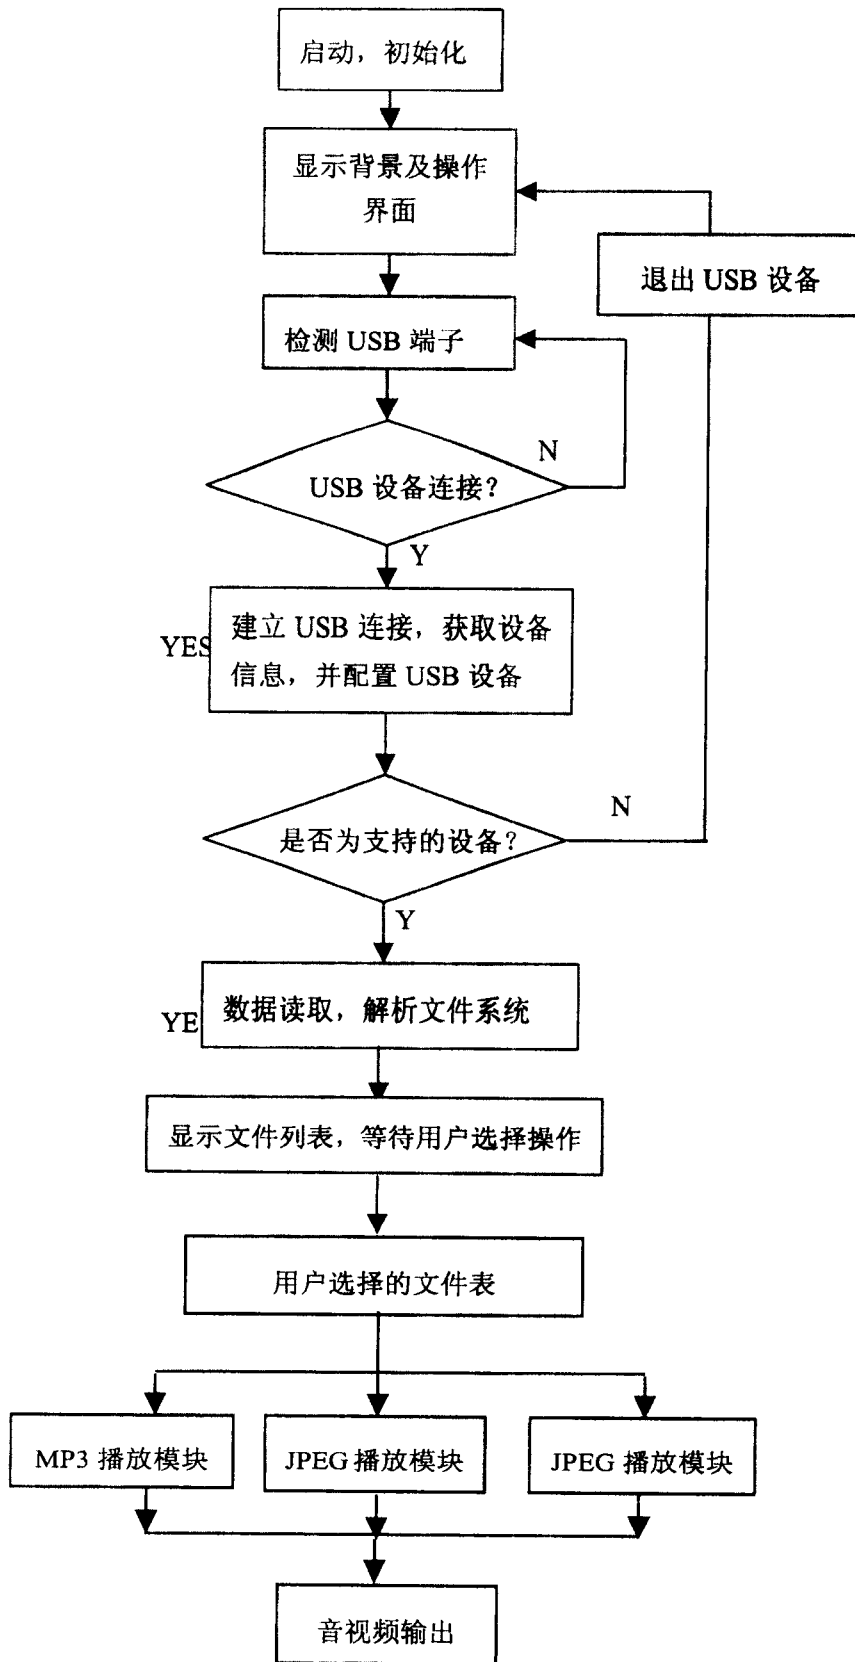 启动，初始化
显示背景及操作
界面
退出 USB 设备
检测 USB 端子
N
USB 设备连接？
Y
建立 USB 连接，获取设备
YES
信息，并配置 USB 设备
N
是否为支持的设备？
Y
数据读取，解析文件系统
YE
显示文件列表，等待用户选择操作
用户选择的文件表
MP3 播放模块
JPEG 播放模块
JPEG 播放模块
音视频输出